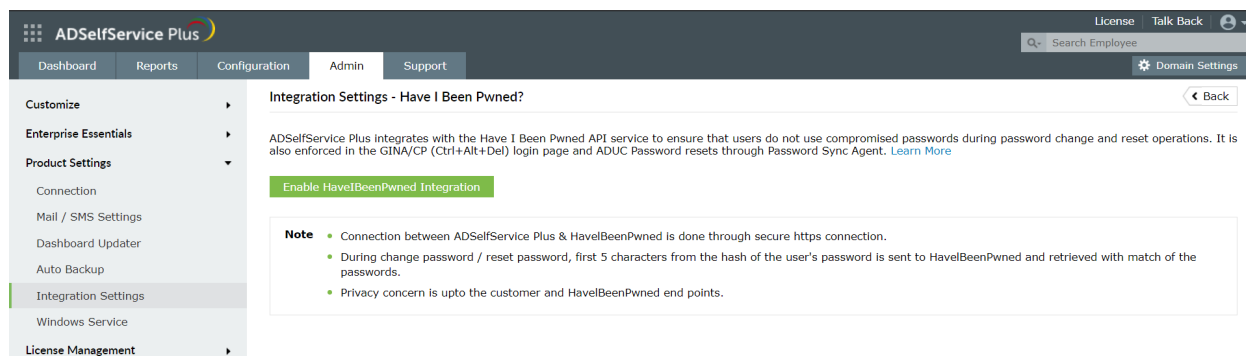 License Talk Back
ADSelfService Plus
Search Employee
Dashboard Reports Configuration Admin Support
Domain Settings
Customize
Enterprise Essentials
Product Settings
Connection
Mail / SMS Settings
Dashboard Updater
Auto Backup
Integration Settings
Windows Service
License Management
Integration Settings - Have I Been Pwned?
Back
ADSelfService Plus integrates with the Have I Been Pwned API service to ensure that users do not use compromised passwords during password change and reset operations. It is
also enforced in the GINA/CP (Ctrl+Alt+Del) login page and ADUC Password resets through Password Sync Agent. Learn More
Enable HaveIBeenPwned Integration
Note • Connection between ADSelfService Plus & HaveIBeenPwned is done through secure https connection.
• During change password / reset password, first 5 characters from the hash of the user's password is sent to HaveIBeenPwned and retrieved with match of the
passwords.
• Privacy concern is upto the customer and HaveIBeenPwned end points.